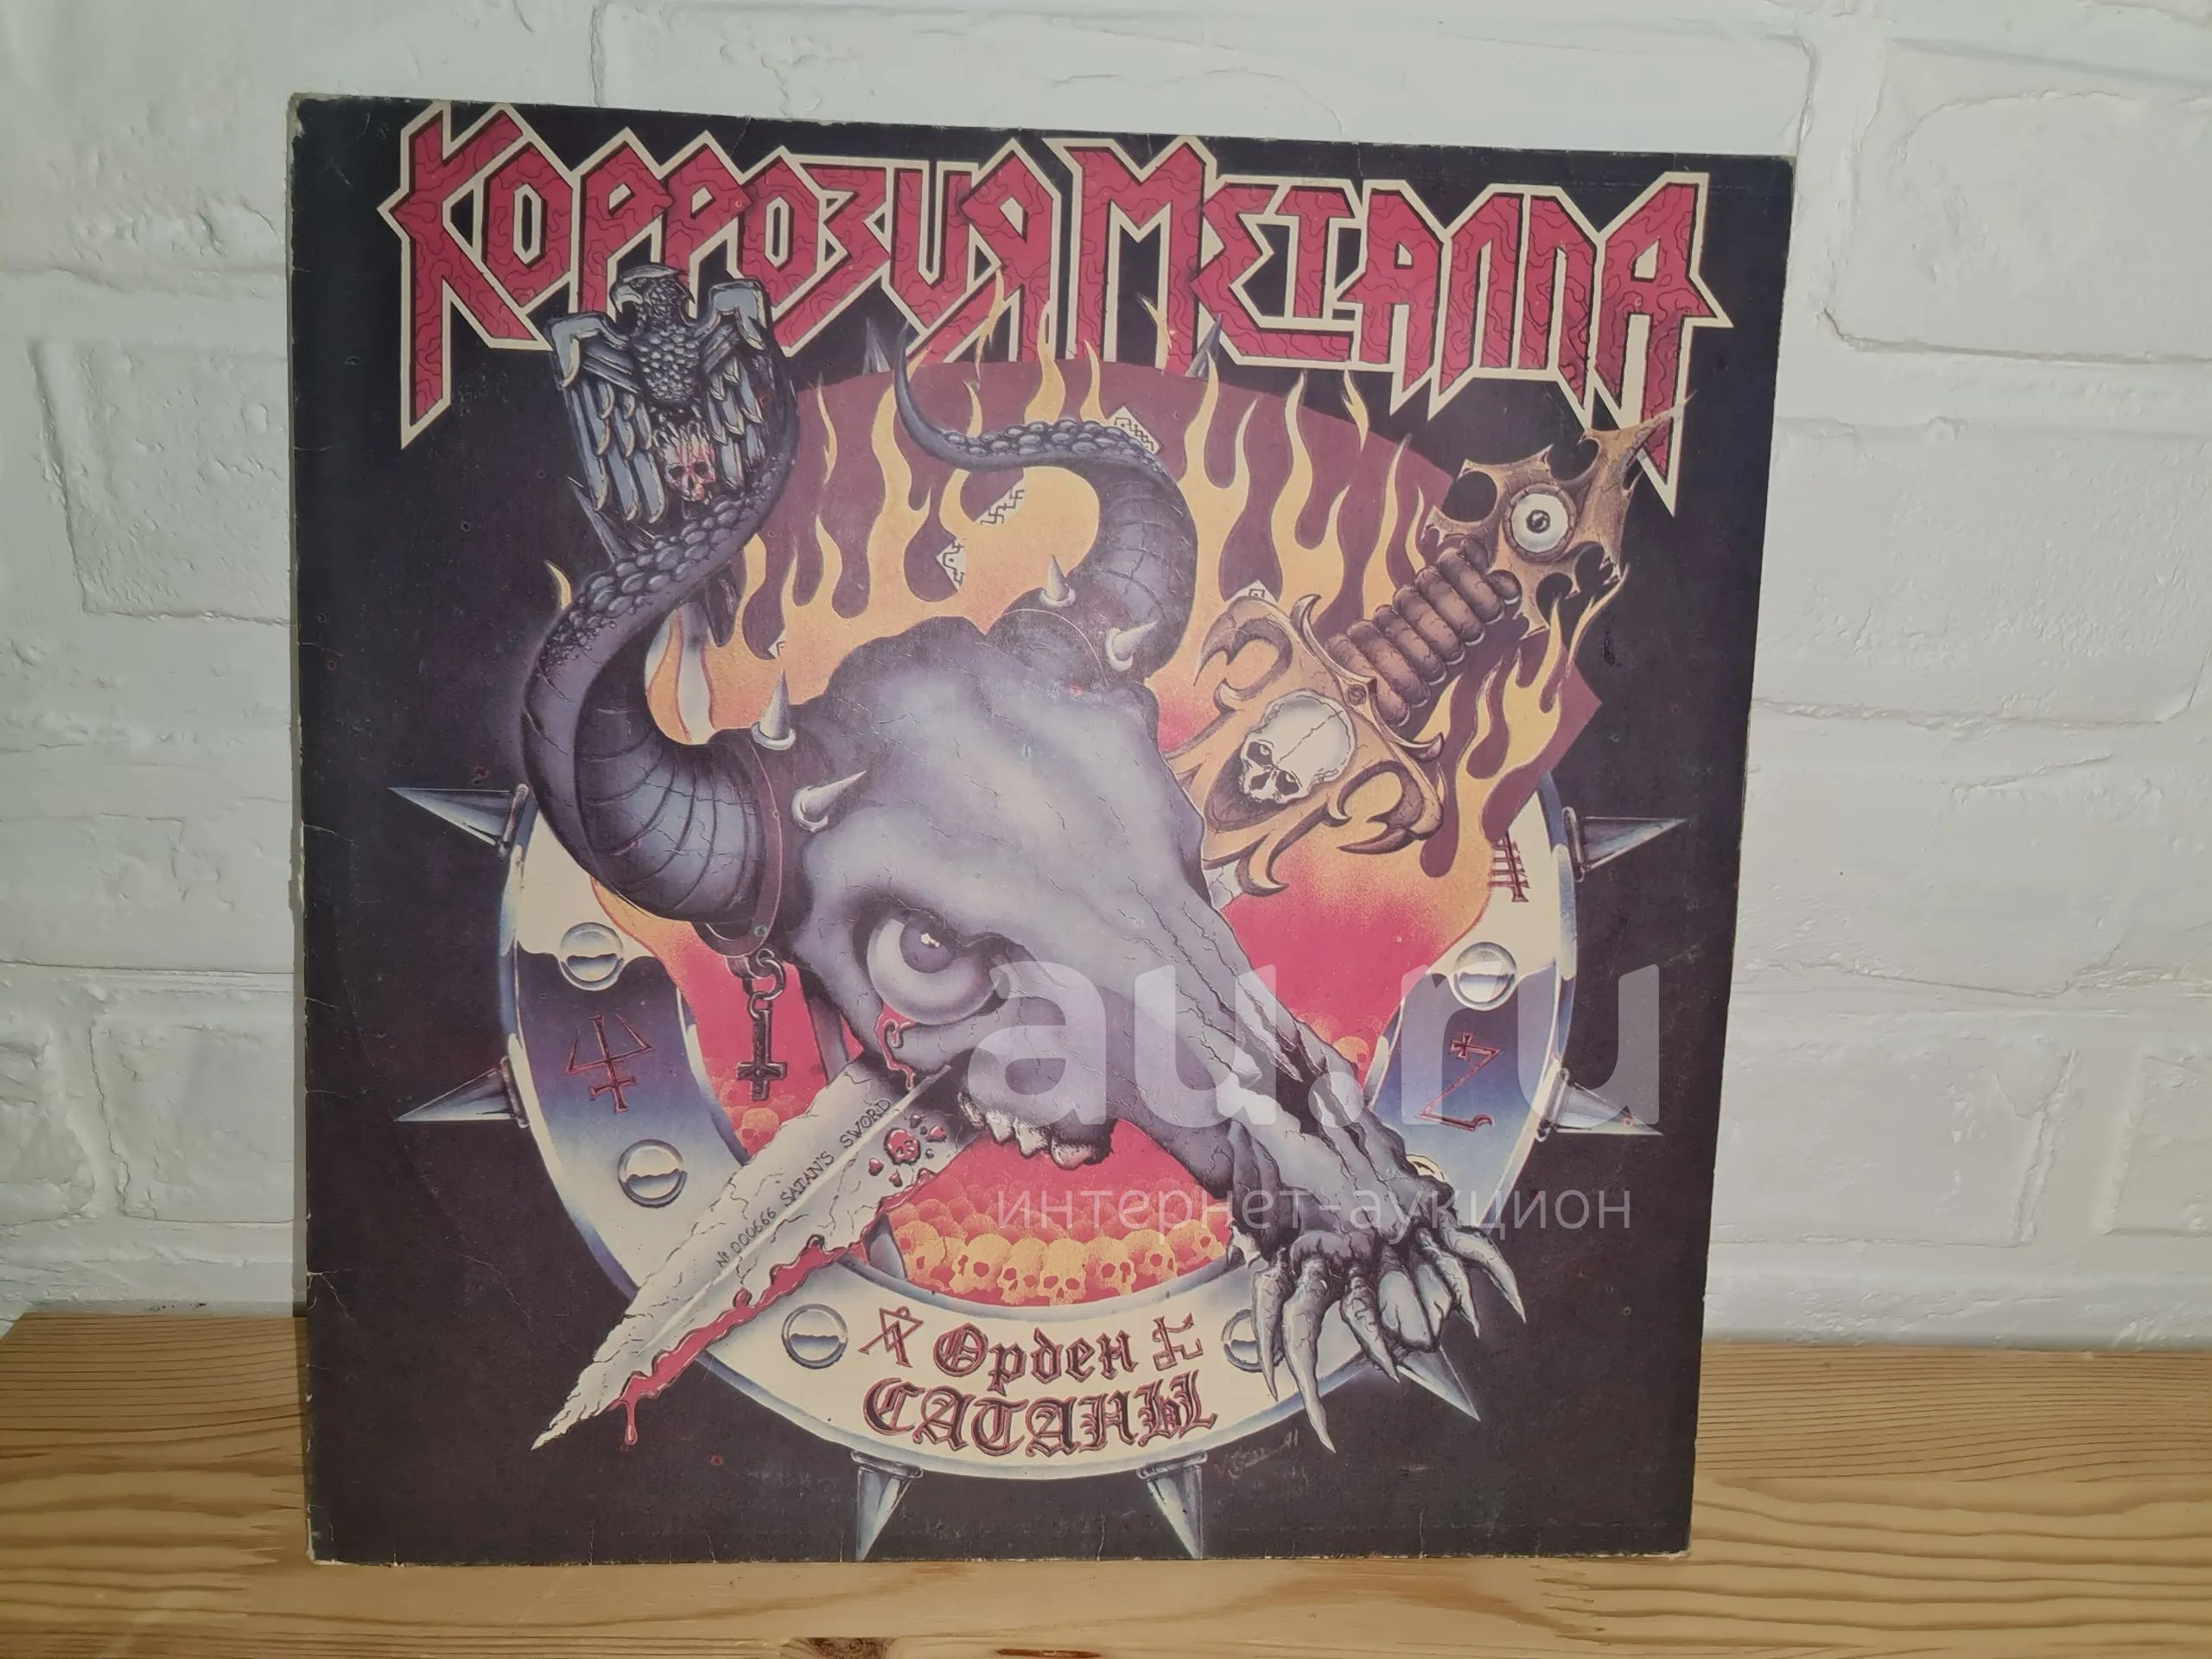 КОРРОЗИЯ МЕТАЛЛА
№ 000666 SATAN'S SWORD
au.ru
интернет-аукцион
Орден
САТАНЫ